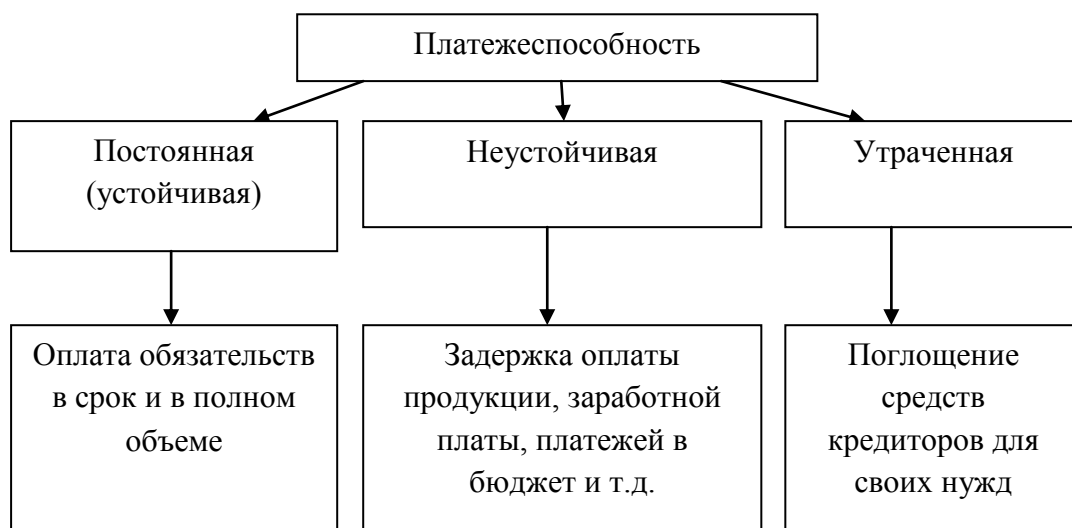 Платежеспособность
Постоянная
(устойчивая)
Неустойчивая
Утраченная
Оплата обязательств
в срок и в полном
объеме
Задержка оплаты
продукции, заработной
платы, платежей в
бюджет и т.д.
Поглощение
средств
кредиторов для
своих нужд